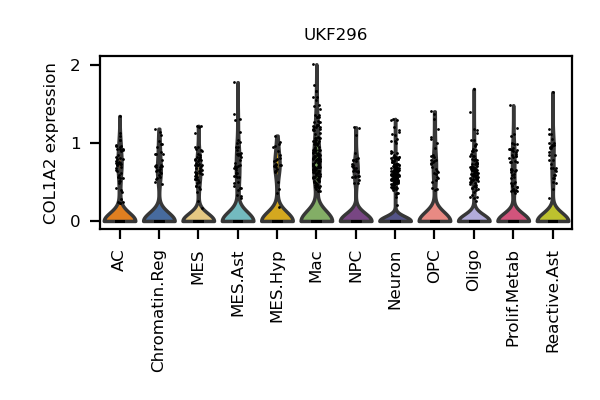 UKF296
COL1A2 expression
2
1
0
AC
Chromatin.Reg
MES
MES.Ast
MES.Hyp
Mac
NPC
Neuron
OPC
Oligo
Prolif.Metab
Reactive.Ast